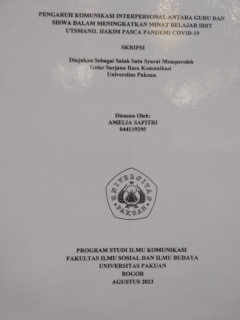 PENGARUH KOMUNIKASI INTERPERSONAL ANTARA GURU DAN
SISWA DALAM MENINGKATKAN MINAT BELAJAR SDIT
UTSMANIL HAKIM PASCA PANDEMI COVID-19
SKRIPSI
Diajukan Sebagai Salah Satu Syarat Memperoleh
Gelar Sarjana Ilmu Komunikasi
Universitas Pakuan
Disusun Oleh:
AMELIA SAFITRI
044119295
UNIVERSITAS
PAKUAN
PROGRAM STUDI ILMU KOMUNIKASI
FAKULTAS ILMU SOSIAL DAN ILMU BUDAYA
UNIVERSITAS PAKUAN
BOGOR
AGUSTUS 2023